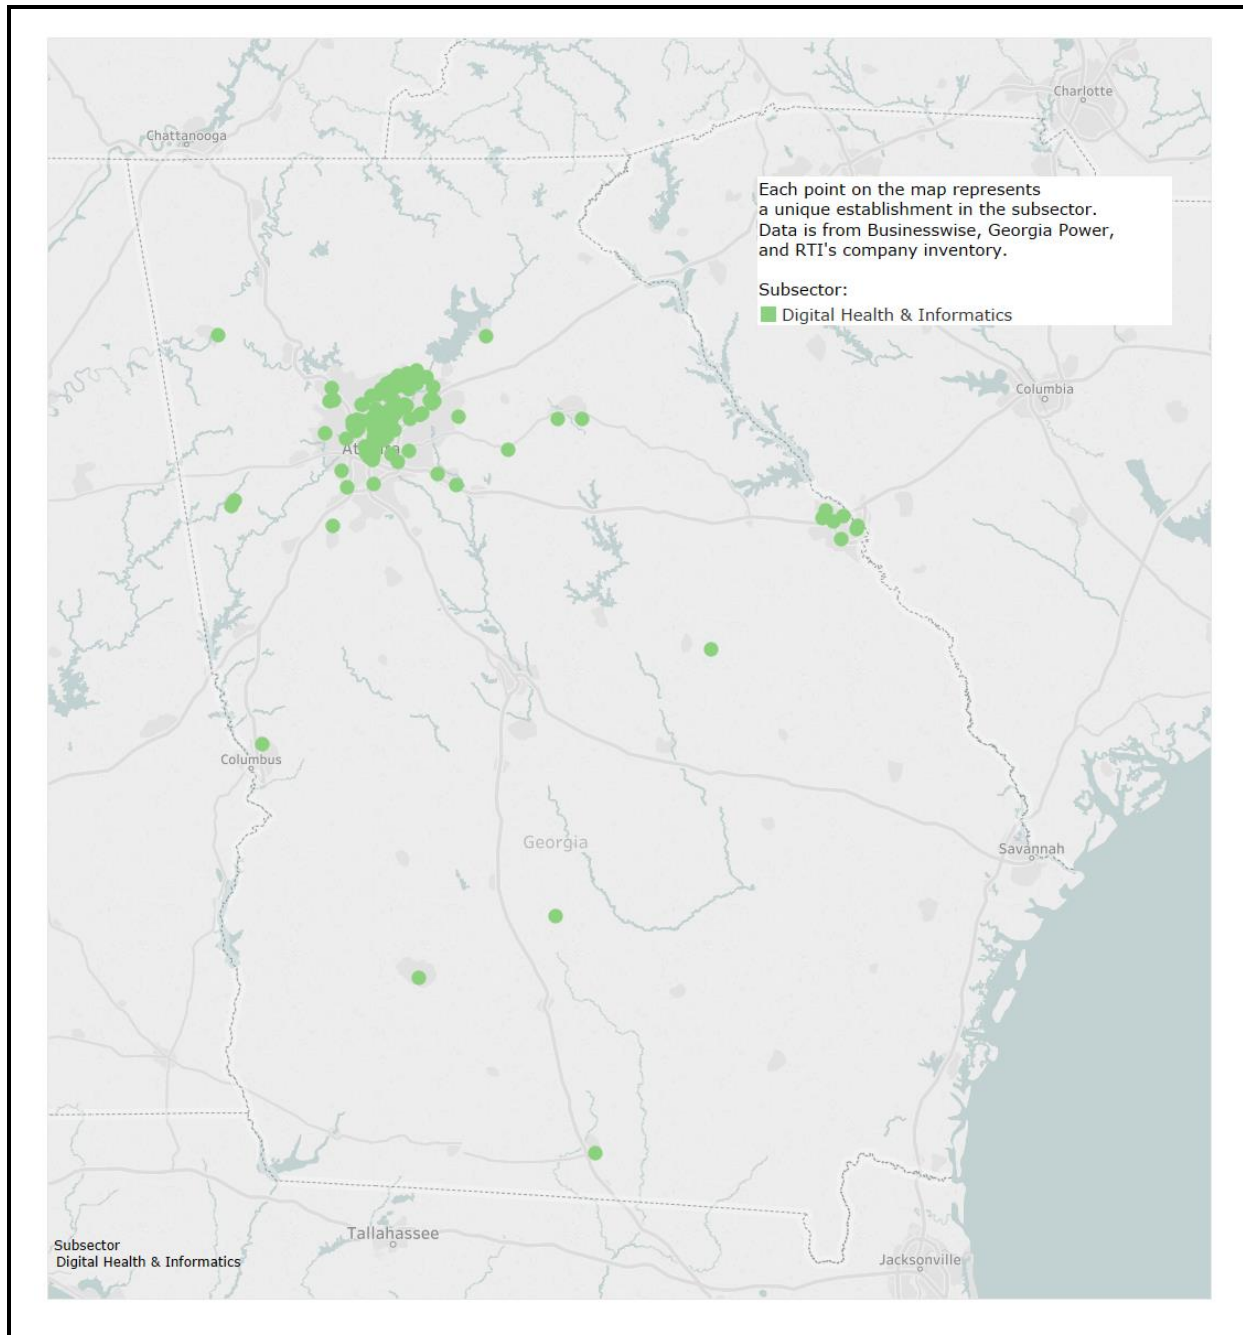 Charlotte
Chattanooga
Each point on the map represents
a unique establishment in the subsector.
Data is from Businesswise, Georgia Power,
and RTI's company inventory.
Subsector:
Digital Health & Informatics
Columbia
Columbus
Georgia
Savannah
Tallahassee
Subsector
Digital Health & Informatics
Jacksonville